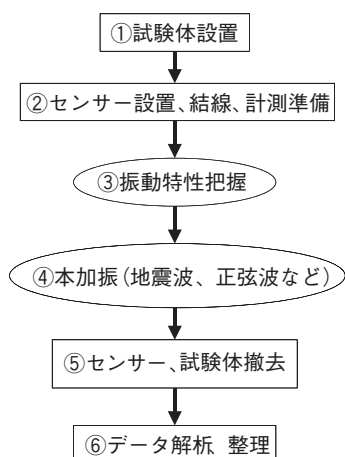 ①試験体設置
②センサー設置、結線、計測準備
③振動特性把握
④本加振（地震波、正弦波など）
⑤センサー、試験体撤去
⑥データ解析 整理